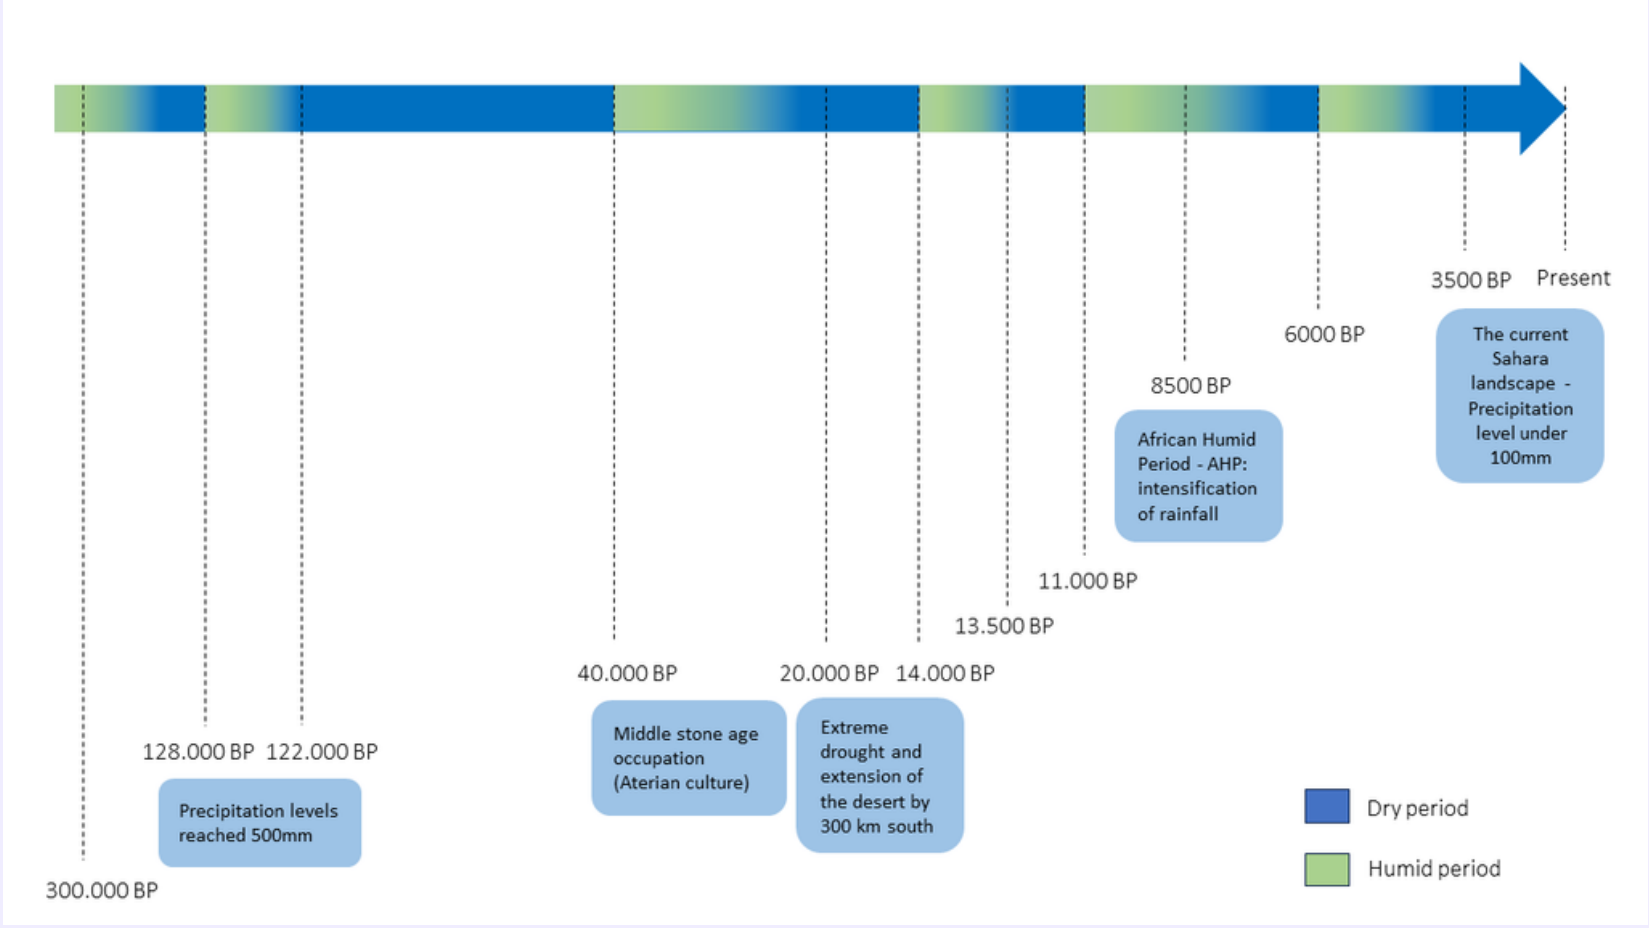 3500 BP
Present
The current
Sahara
landscape -
Precipitation
level under
100mm
6000 BP
8500 BP
African Humid
Period - AHP:
intensification
of rainfall
11.000 BP
13.500 BP
40.000 BP
20.000 BP
14.000 BP
Middle stone age
occupation
(Aterian culture)
Extreme
drought and
extension of
the desert by
300 km south
128.000 BP
122.000 BP
Precipitation levels
reached 500mm
300.000 BP
Dry period
Humid period